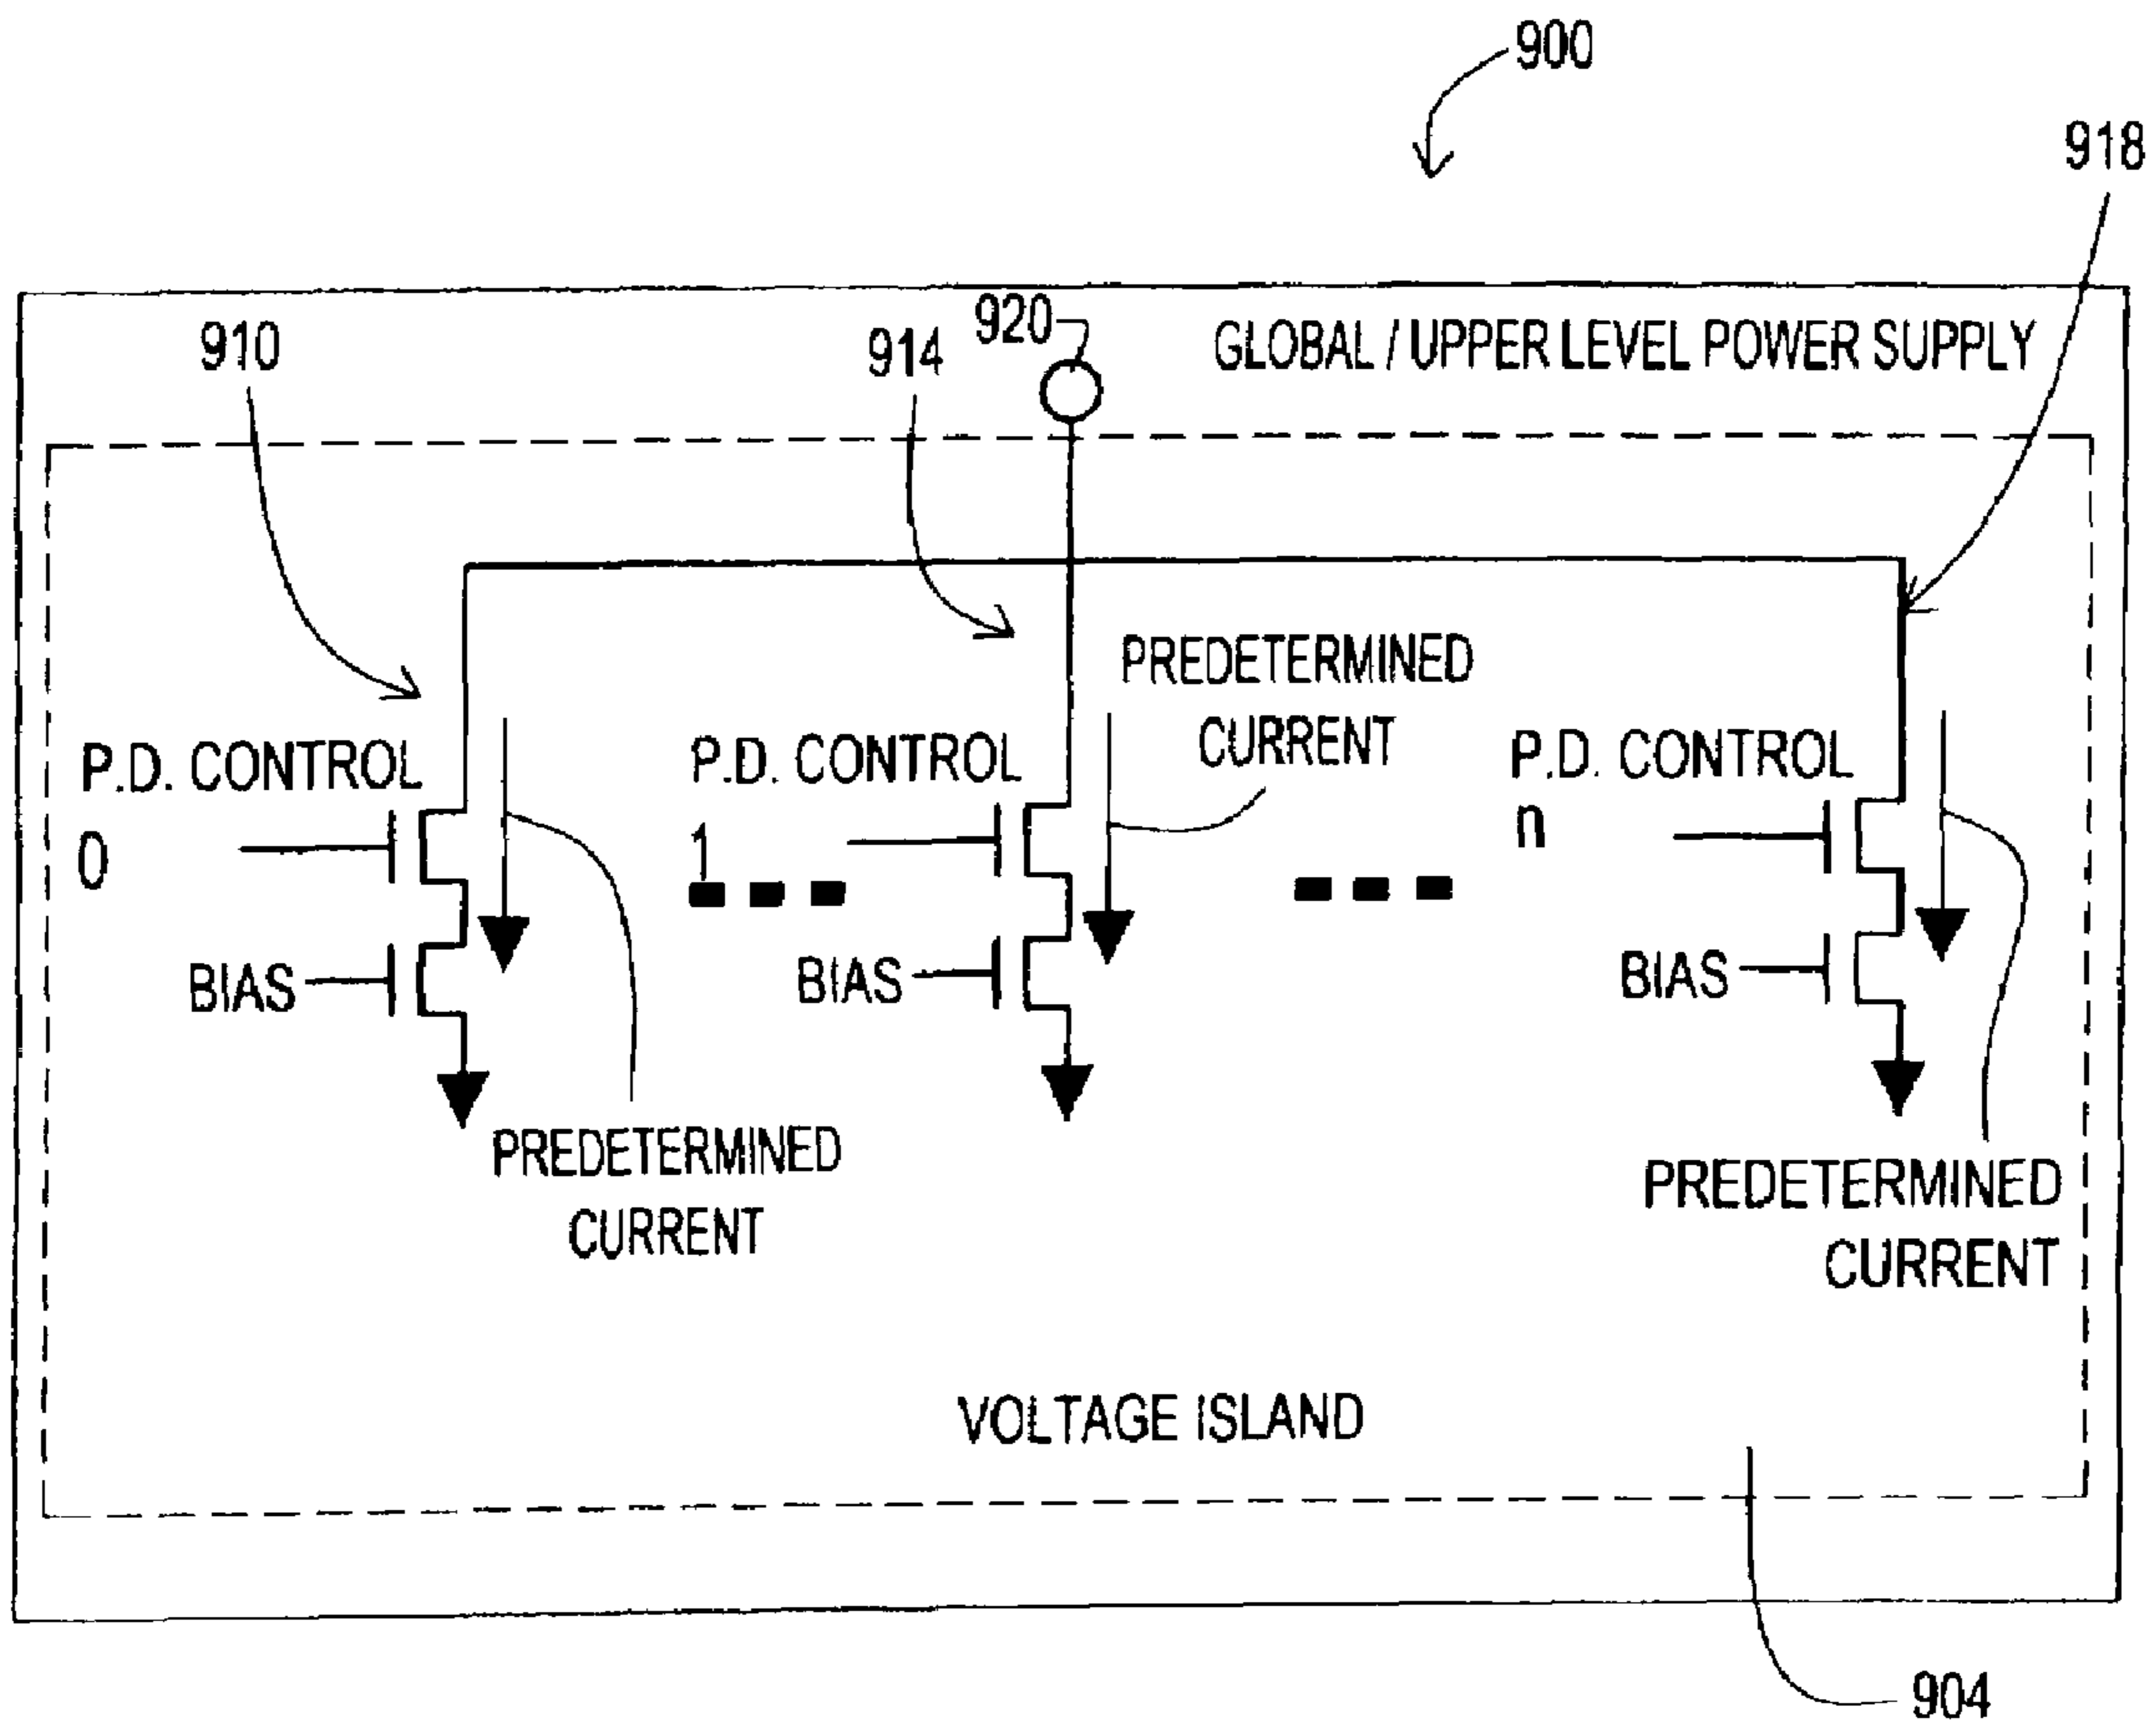 900
918
920
GLOBAL / UPPER LEVEL POWER SUPPLY
910
914
PREDETERMINED
CURRENT
P.D. CONTROL
0
P.D. CONTROL
1
P.D. CONTROL
n
BIAS
BIAS
BIAS
PREDETERMINED
CURRENT
PREDETERMINED
CURRENT
VOLTAGE ISLAND
904